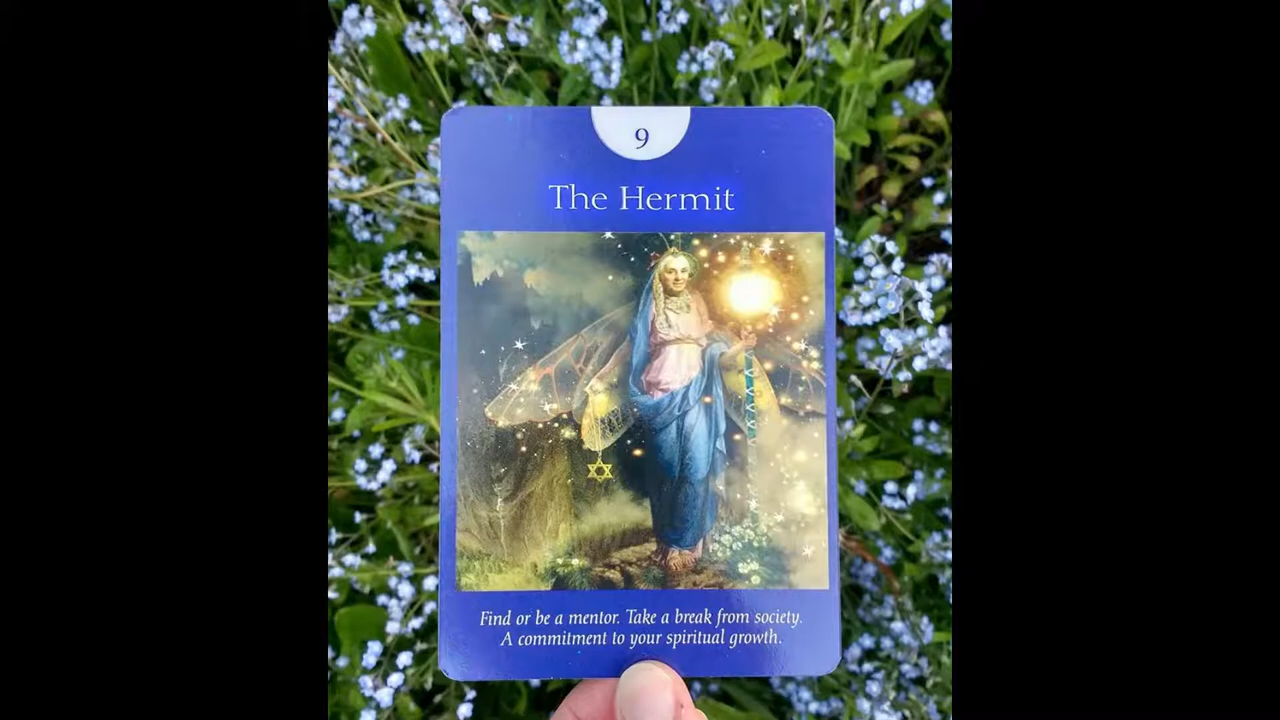 9
The Hermit
Find or be a mentor. Take a break from society.
A commitment to your spiritual growth.